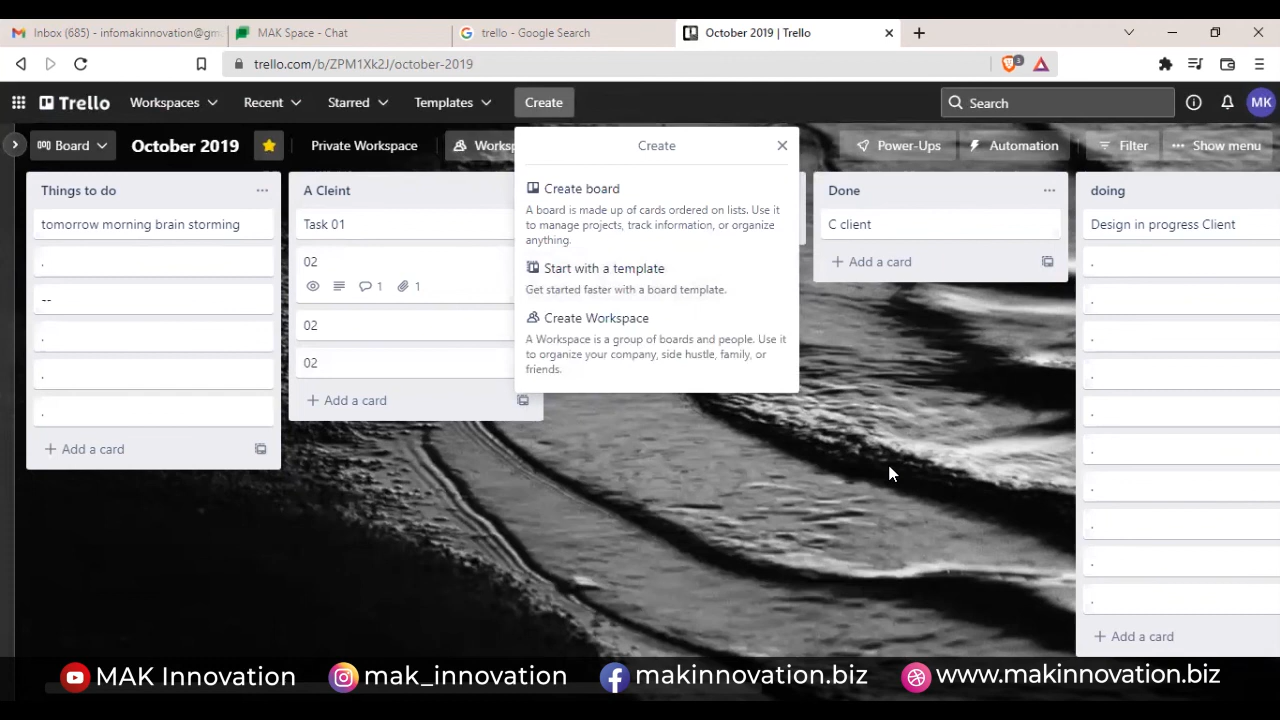 Inbox (685) - infomakinnovation@gm
MAK Space - Chat
trello - Google Search
October 2019 | Trello
trello.com/b/ZPM1Xk2J/october-2019
3
Trello
Workspaces
Recent
Starred
Templates
Create
Search
MK
Board
October 2019
Private Workspace
Worksp
Power-Ups
Automation
Filter
Show menu
Create
Create board
A board is made up of cards ordered on lists. Use it
to manage projects, track information, or organize
anything.
Start with a template
Get started faster with a board template.
Create Workspace
A Workspace is a group of boards and people. Use it
to organize your company, side hustle, family, or
friends.
Things to do
tomorrow morning brain storming
.
--
.
.
.
+ Add a card
A Cleint
Task 01
02
1
1
02
02
+ Add a card
Done
C client
+ Add a card
doing
Design in progress Client
.
.
.
.
.
.
.
.
.
.
+ Add a card
MAK Innovation
mak_innovation
makinnovation.biz
www.makinnovation.biz